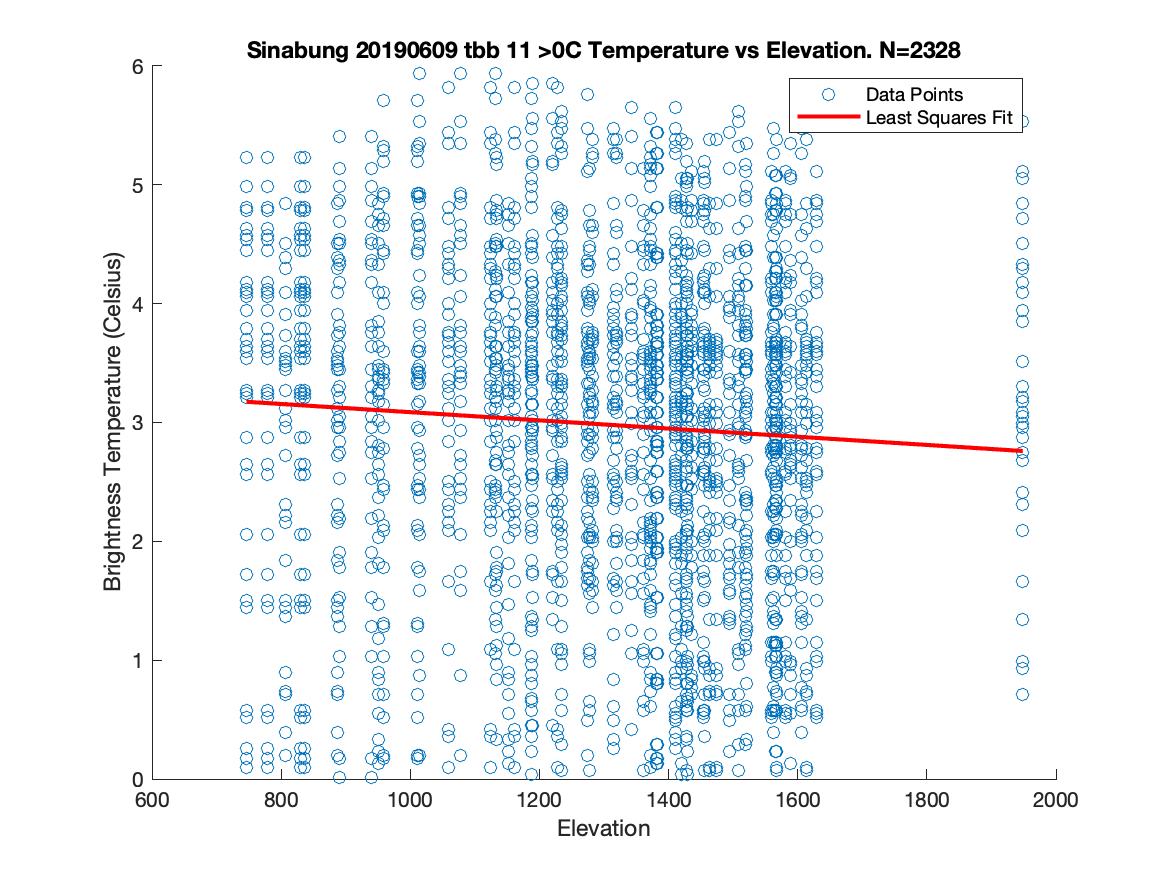 Sinabung 20190609 tbb 11 >0C Temperature vs Elevation. N=2328
Data Points
Least Squares Fit
Brightness Temperature (Celsius)
6
5
4
3
2
1
0
600 800 1000 1200 1400 1600 1800 2000
Elevation